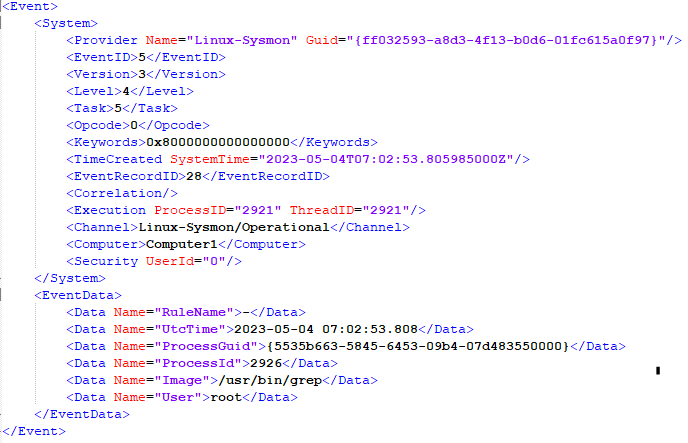 <Event>
<System>
<Provider Name="Linux-Sysmon" Guid="{ff032593-a8d3-4f13-b0d6-01fc615a0f97}"/>
<EventID>5</EventID>
<Version>3</Version>
<Level>4</Level>
<Task>5</Task>
<Opcode>0</Opcode>
<Keywords>0x8000000000000000</Keywords>
<TimeCreated SystemTime="2023-05-04T07:02:53.805985000Z"/>
<EventRecordID>28</EventRecordID>
<Correlation/>
<Execution ProcessID="2921" ThreadID="2921"/>
<Channel>Linux-Sysmon/Operational</Channel>
<Computer>Computer1</Computer>
<Security UserId="0"/>
</System>
<EventData>
<Data Name="RuleName">-</Data>
<Data Name="UtcTime">2023-05-04 07:02:53.808</Data>
<Data Name="ProcessGuid">{5535b663-5845-6453-09b4-07d483550000}</Data>
<Data Name="ProcessId">2926</Data>
<Data Name="Image">/usr/bin/grep</Data>
<Data Name="User">root</Data>
</EventData>
</Event>